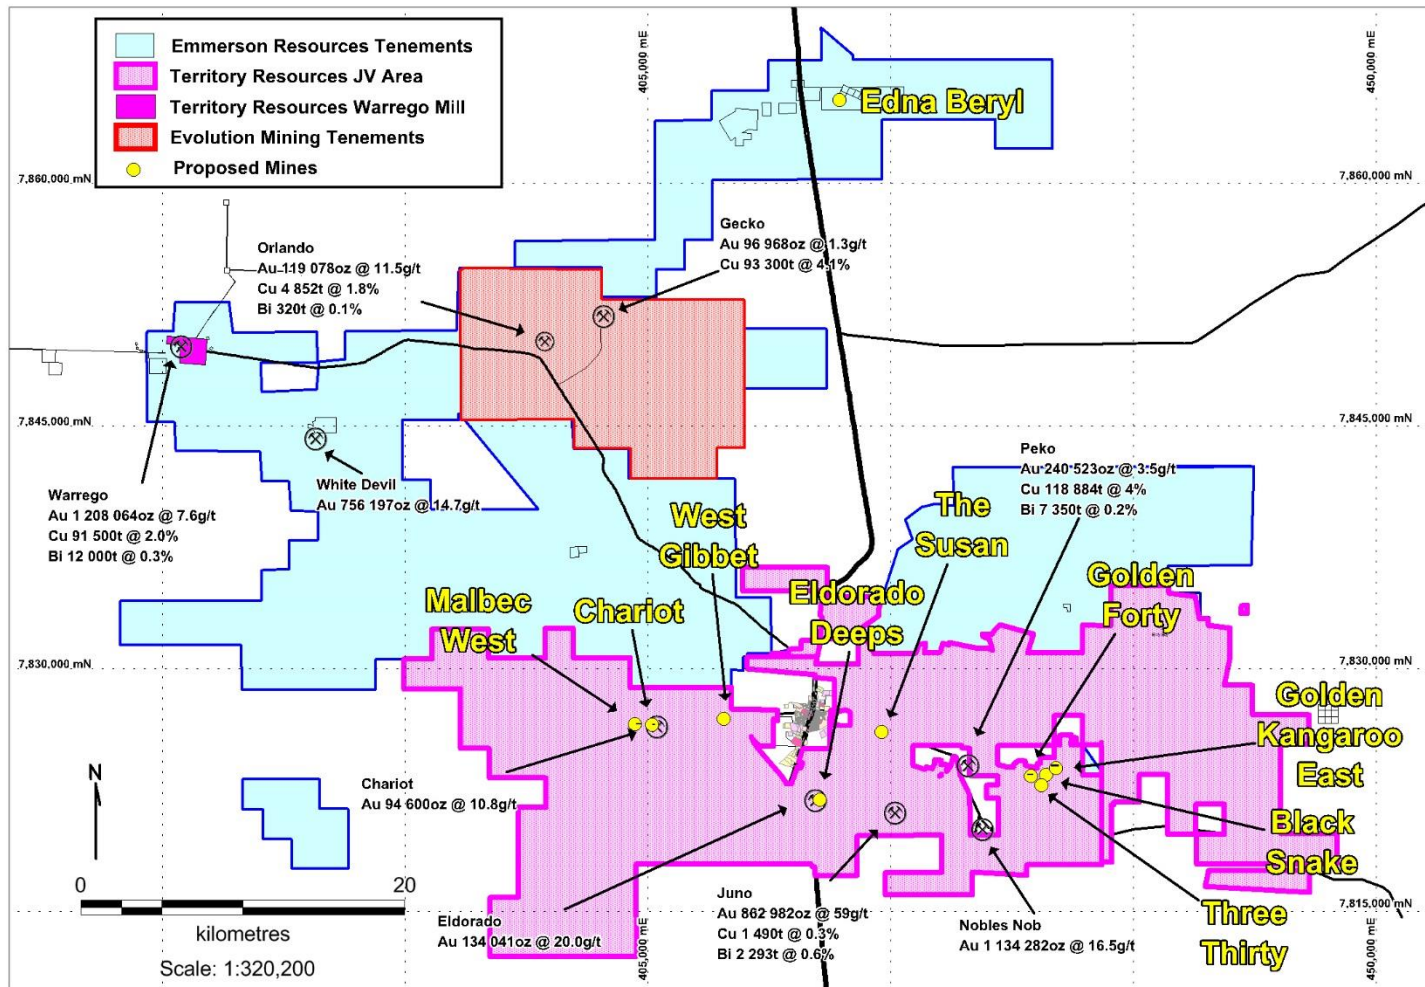 Emmerson Resources Tenements
Territory Resources JV Area
Territory Resources Warrego Mill
Evolution Mining Tenements
Proposed Mines
405,000 mE
450,000 mE
Edna Beryl
7,860,000 mN
7,860,000 mN
Orlando
Au 119 078oz @ 11.5g/t
Cu 4 852t @ 1.8%
Bi 320t @ 0.1%
Gecko
Au 96 968oz @ 1.3g/t
Cu 93 300t @ 4.1%
7,845,000 mN
7,845,000 mN
Warrego
Au 1 208 064oz @ 7.6g/t
Cu 91 500t @ 2.0%
Bi 12 000t @ 0.3%
White Devil
Au 756 197oz @ 14.7g/t
Peko
Au 240 523oz @ 3.5g/t
Cu 118 884t @ 4%
Bi 7 350t @ 0.2%
West
Gibbet
The
Susan
Malbec
West
Chariot
Eldorado
Deeps
Golden
Forty
7,830,000 mN
7,830,000 mN
Golden
Kangaroo
East
Chariot
Au 94 600oz @ 10.8g/t
Black
Snake
N
0
20
kilometres
Scale: 1:320,200
Eldorado
Au 134 041oz @ 20.0g/t
Juno
Au 862 982oz @ 59g/t
Cu 1 490t @ 0.3%
Bi 2 293t @ 0.6%
Nobles Nob
Au 1 134 282oz @ 16.5g/t
Three
Thirty
7,815,000 mN
405,000 mE
450,000 mE